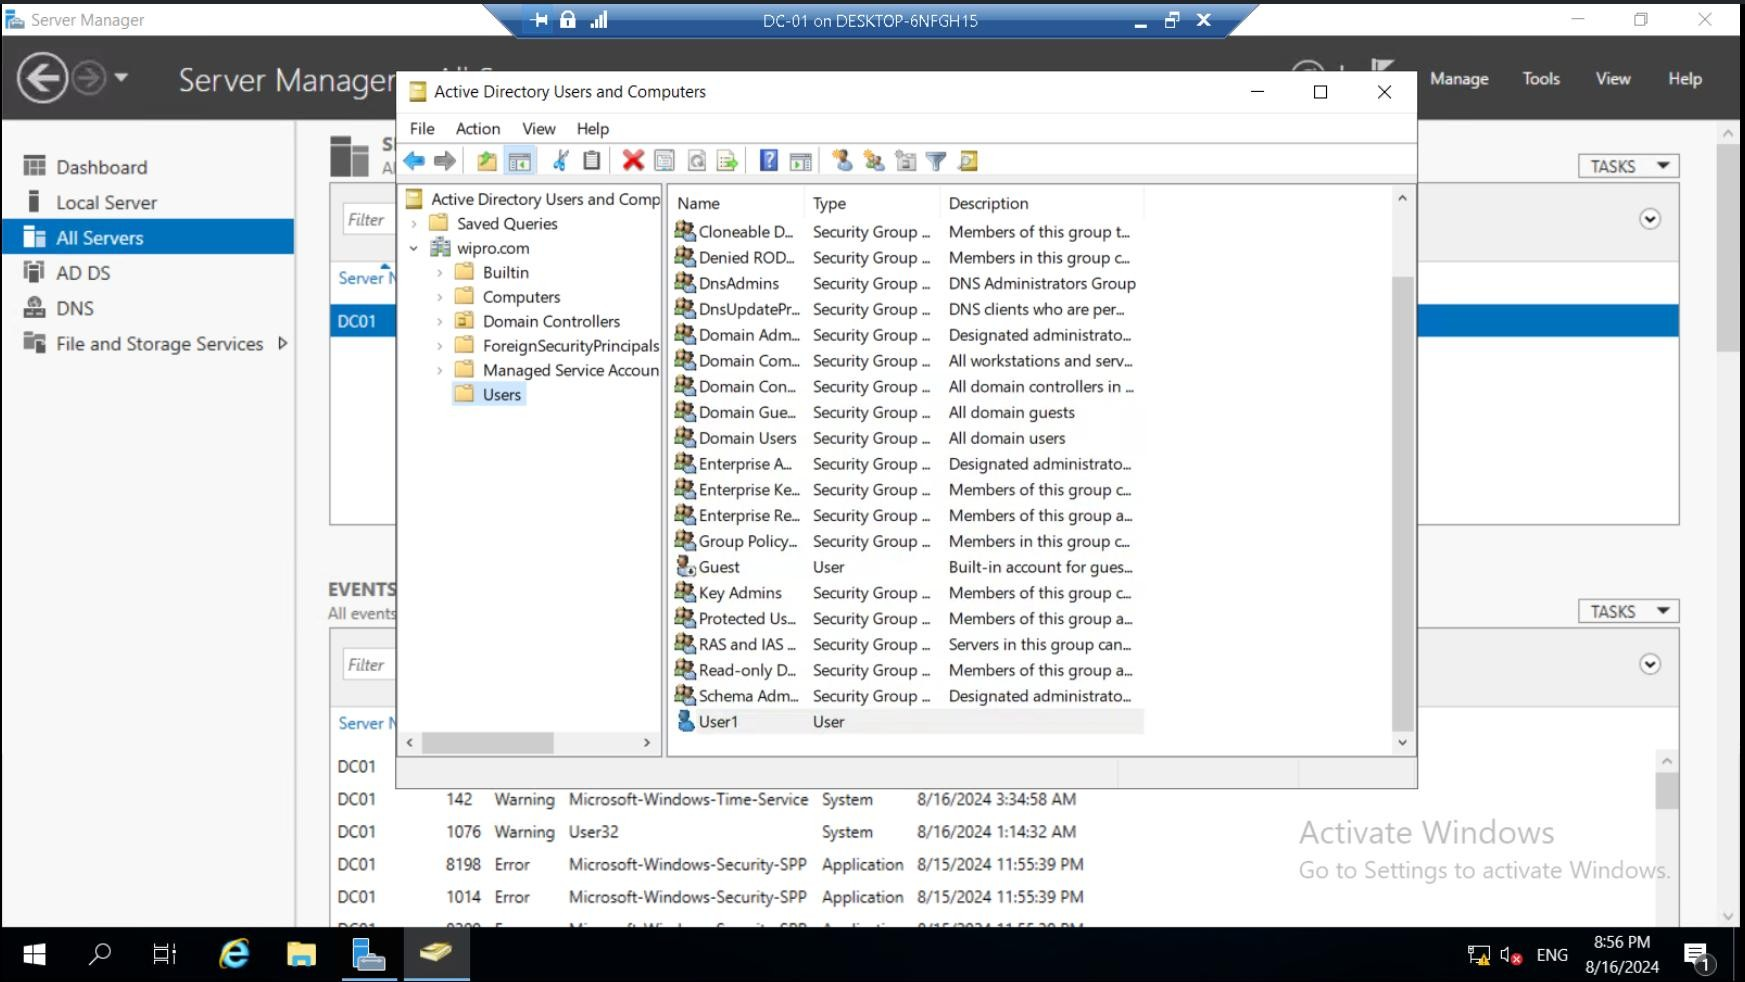 Server Manager
DC-01 on DESKTOP-6NFGH15
Server Manager
Manage
Tools
View
Help
Active Directory Users and Computers
File
Action
View
Help
Dashboard
Local Server
All Servers
AD DS
DNS
File and Storage Services
TASKS
Filter
Server N
DC01
Active Directory Users and Comp
Saved Queries
wipro.com
Builtin
Computers
Domain Controllers
ForeignSecurityPrincipals
Managed Service Accoun
Users
Name Type Description
Cloneable D... Security Group ... Members of this group t...
Denied ROD... Security Group ... Members in this group c...
DnsAdmins Security Group ... DNS Administrators Group
DnsUpdatePr... Security Group ... DNS clients who are per...
Domain Adm... Security Group ... Designated administrato...
Domain Com... Security Group ... All workstations and serv...
Domain Con... Security Group ... All domain controllers in ...
Domain Gue... Security Group ... All domain guests
Domain Users Security Group ... All domain users
Enterprise A... Security Group ... Designated administrato...
Enterprise Ke... Security Group ... Members of this group c...
Enterprise Re... Security Group ... Members of this group a...
Group Policy... Security Group ... Members in this group c...
Guest User Built-in account for gues...
Key Admins Security Group ... Members of this group c...
Protected Us... Security Group ... Members of this group a...
RAS and IAS ... Security Group ... Servers in this group can...
Read-only D... Security Group ... Members of this group a...
Schema Adm... Security Group ... Designated administrato...
User1 User
EVENTS
All events
TASKS
Filter
Server N
DC01
DC01 142 Warning Microsoft-Windows-Time-Service System 8/16/2024 3:34:58 AM
DC01 1076 Warning User32 System 8/16/2024 1:14:32 AM
DC01 8198 Error Microsoft-Windows-Security-SPP Application 8/15/2024 11:55:39 PM
DC01 1014 Error Microsoft-Windows-Security-SPP Application 8/15/2024 11:55:39 PM
Activate Windows
Go to Settings to activate Windows.
ENG
8:56 PM
8/16/2024
1